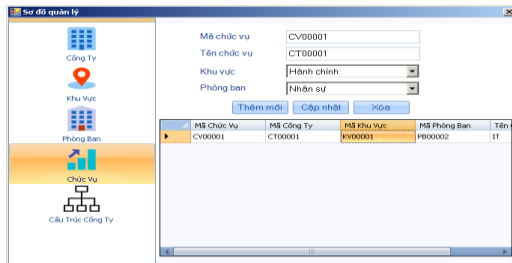 Sơ đồ quản lý
Công Ty
Khu Vực
Phòng Ban
Chức Vụ
Cấu Trúc Công Ty
Mã chức vụ CV00001
Tên chức vụ CT00001
Khu vực Hành chính
Phòng ban Nhân sự
Thêm mới Cập nhật Xóa
Mã Chức Vụ Mã Công Ty Mã Khu Vực Mã Phòng Ban Tên
CV00001 CT00001 KV00001 PB00002 IT